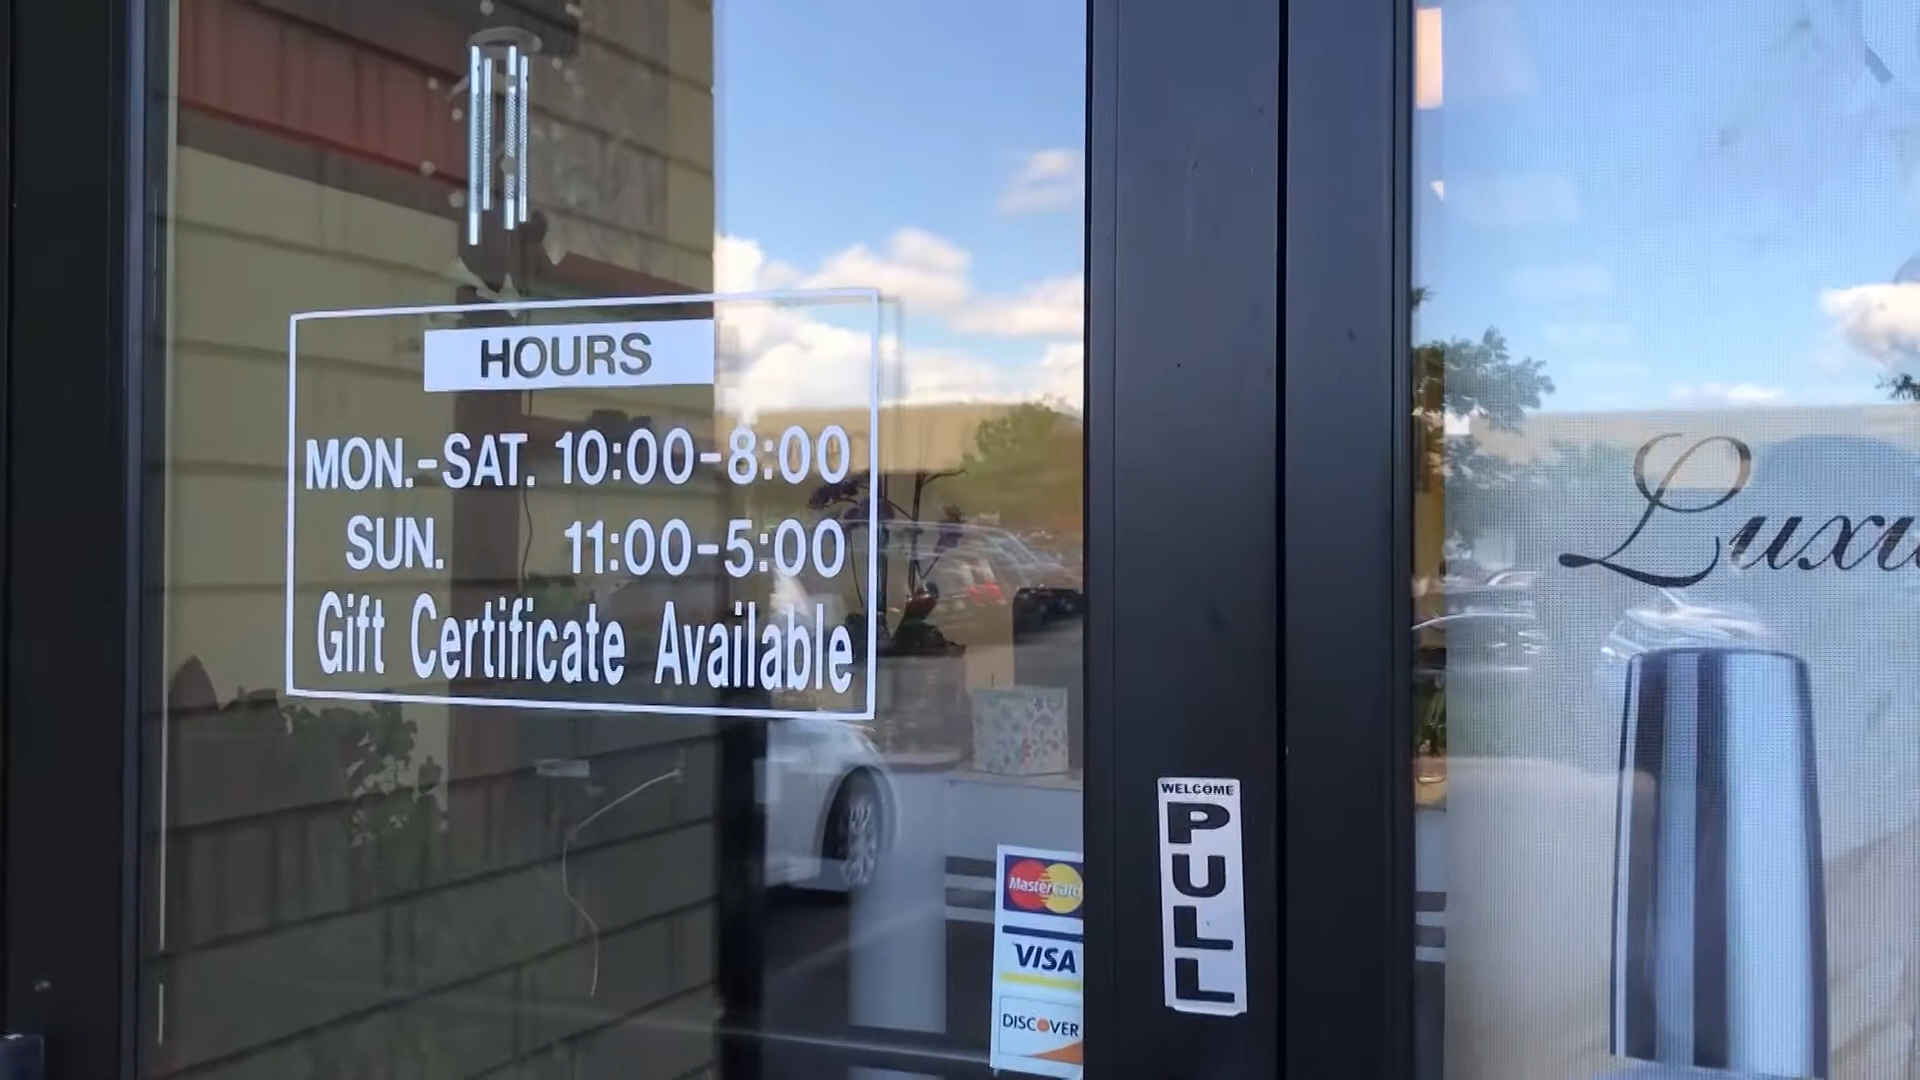 HOURS
MON.-SAT. 10:00-8:00
SUN. 11:00-5:00
Gift Certificate Available
MasterCard
VISA
DISCOVER
WELCOME
PULL